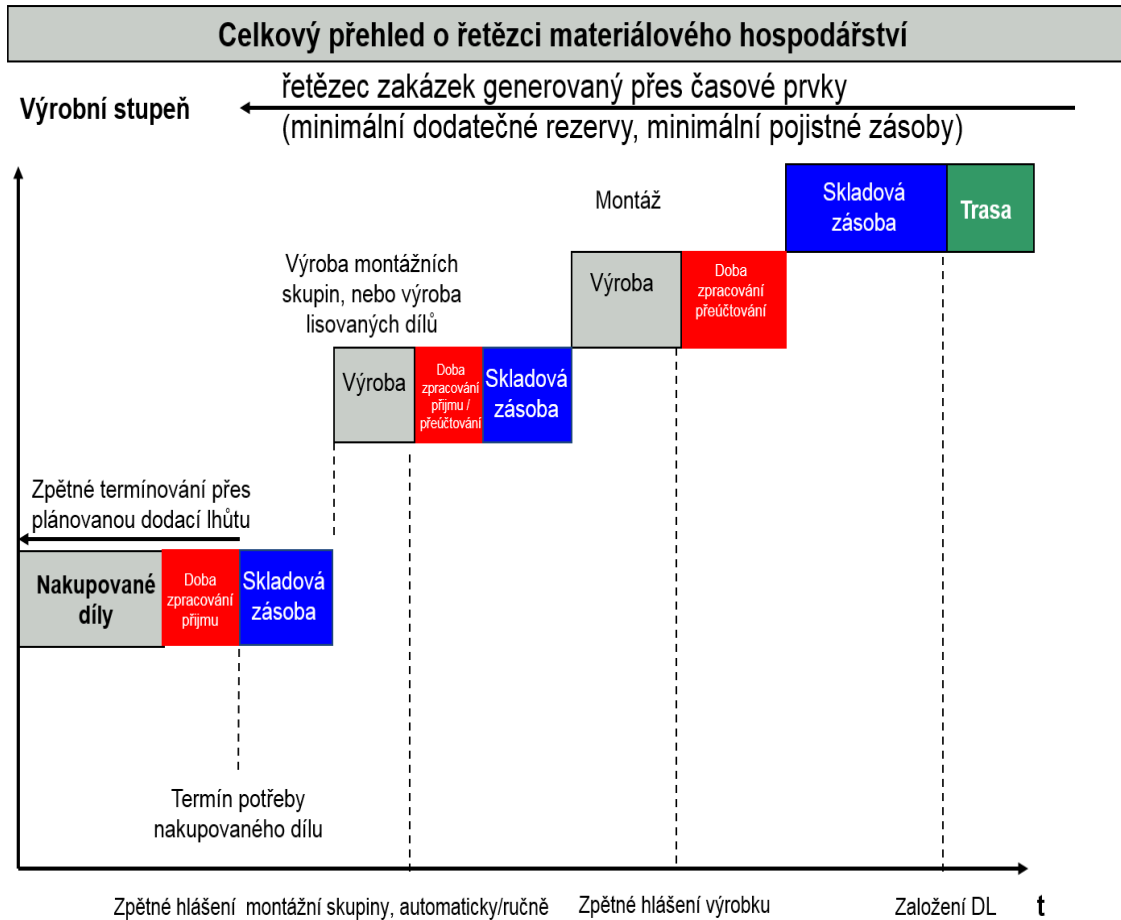 Celkový přehled o řetězci materiálového hospodářství
řetězec zakázek generovaný přes časové prvky
(minimální dodatečné rezervy, minimální pojistné zásoby)
Výrobní stupeň
Skladová
zásoba
Trasa
Montáž
Výroba
Doba
zpracování
přeúčtování
Výroba montážních
skupin, nebo výroba
lisovaných dílů
Výroba
Doba
zpracování
přijmu /
přeúčtování
Skladová
zásoba
Zpětné termínování přes
plánovanou dodací lhůtu
Nakupované
díly
Doba
zpracování
přijmu
Skladová
zásoba
Termín potřeby
nakupovaného dílu
Zpětné hlášení montážní skupiny, automaticky/ručně
Zpětné hlášení výrobku
Založení DL
t